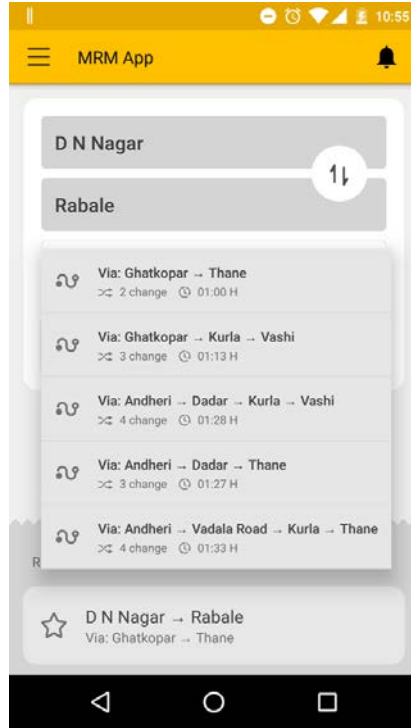 10:55
MRM App
D N Nagar
Rabale
Via: Ghatkopar → Thane
2 change 01:00 H
Via: Ghatkopar → Kurla → Vashi
3 change 01:13 H
Via: Andheri → Dadar → Kurla → Vashi
4 change 01:28 H
Via: Andheri → Dadar → Thane
3 change 01:27 H
Via: Andheri → Vadala Road → Kurla → Thane
4 change 01:33 H
R
D N Nagar → Rabale
Via: Ghatkopar → Thane